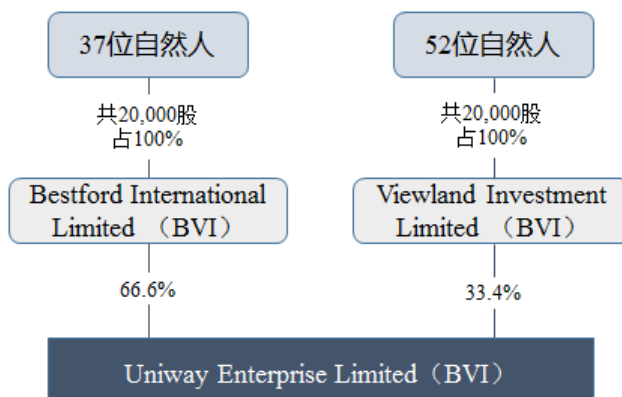 37位自然人
52位自然人
共20,000股
占100%
共20,000股
占100%
Bestford International
Limited （BVI）
Viewland Investment
Limited （BVI）
66.6%
33.4%
Uniway Enterprise Limited（BVI）